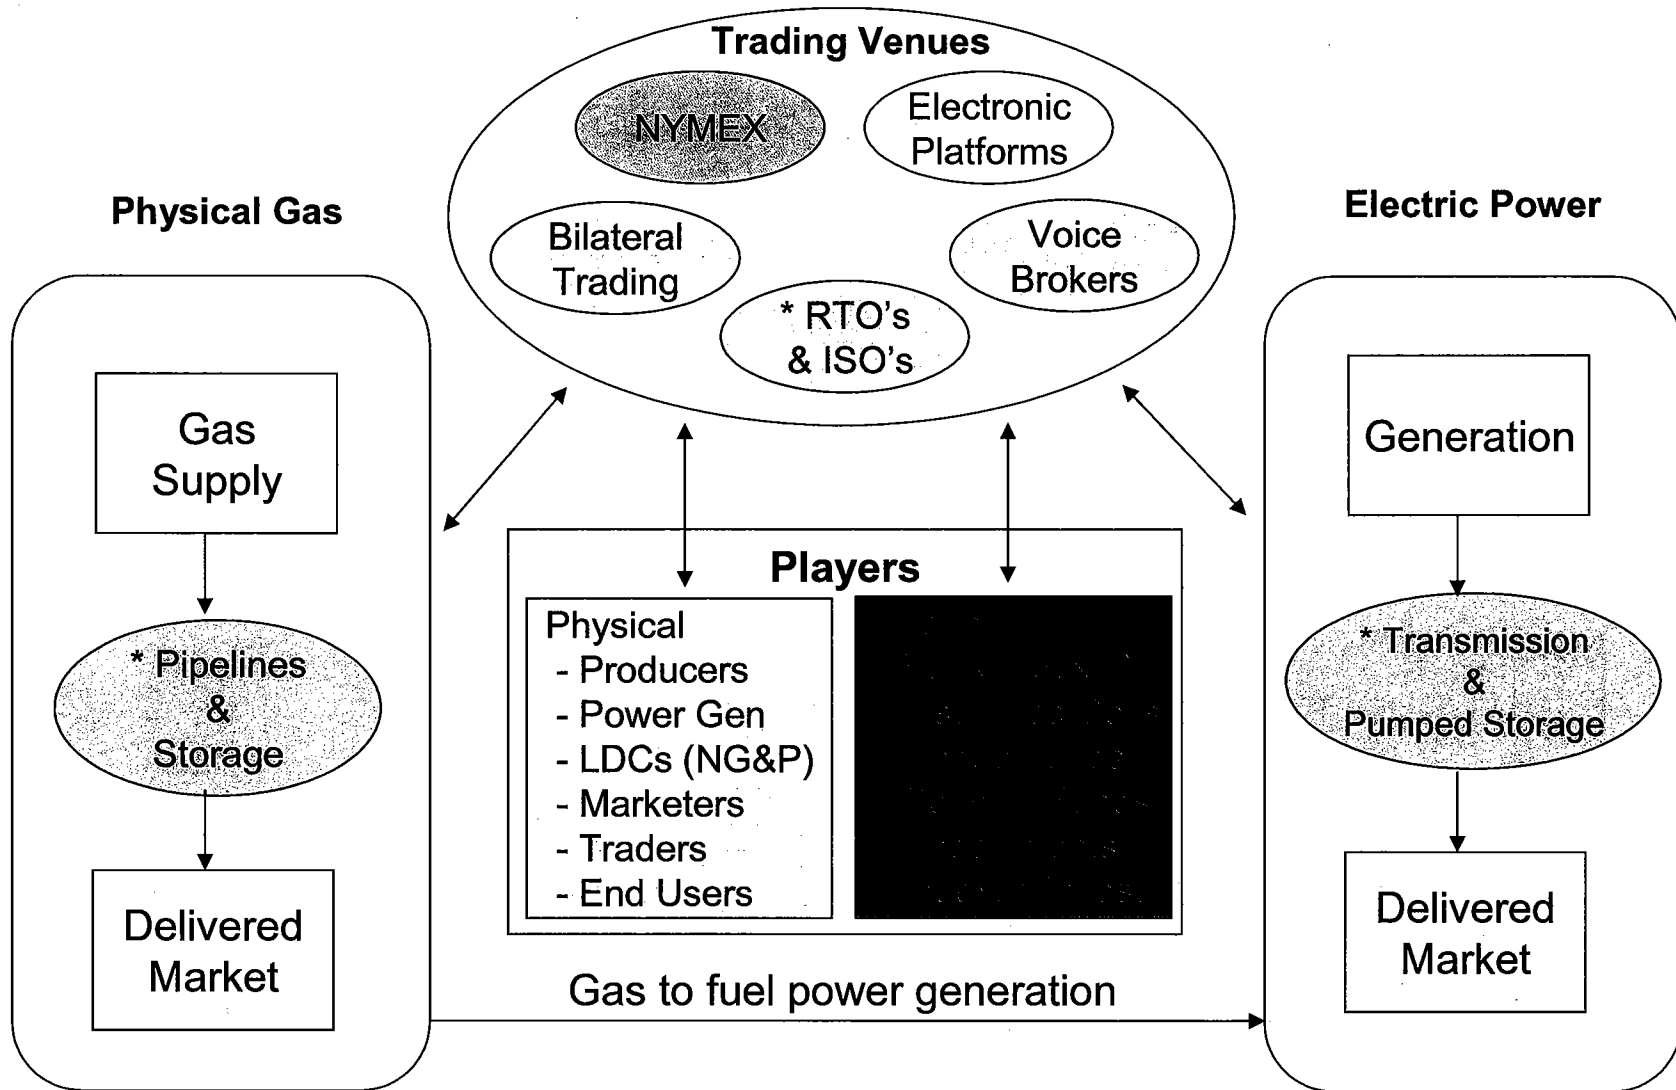 Trading Venues
NYMEX
Electronic
Platforms
Bilateral
Trading
Voice
Brokers
* RTO's
& ISO's
Physical Gas
Gas
Supply
* Pipelines
&
Storage
Delivered
Market
Players
Physical
- Producers
- Power Gen
- LDCs (NG&P)
- Marketers
- Traders
- End Users
Electric Power
Generation
* Transmission
&
Pumped Storage
Delivered
Market
Gas to fuel power generation